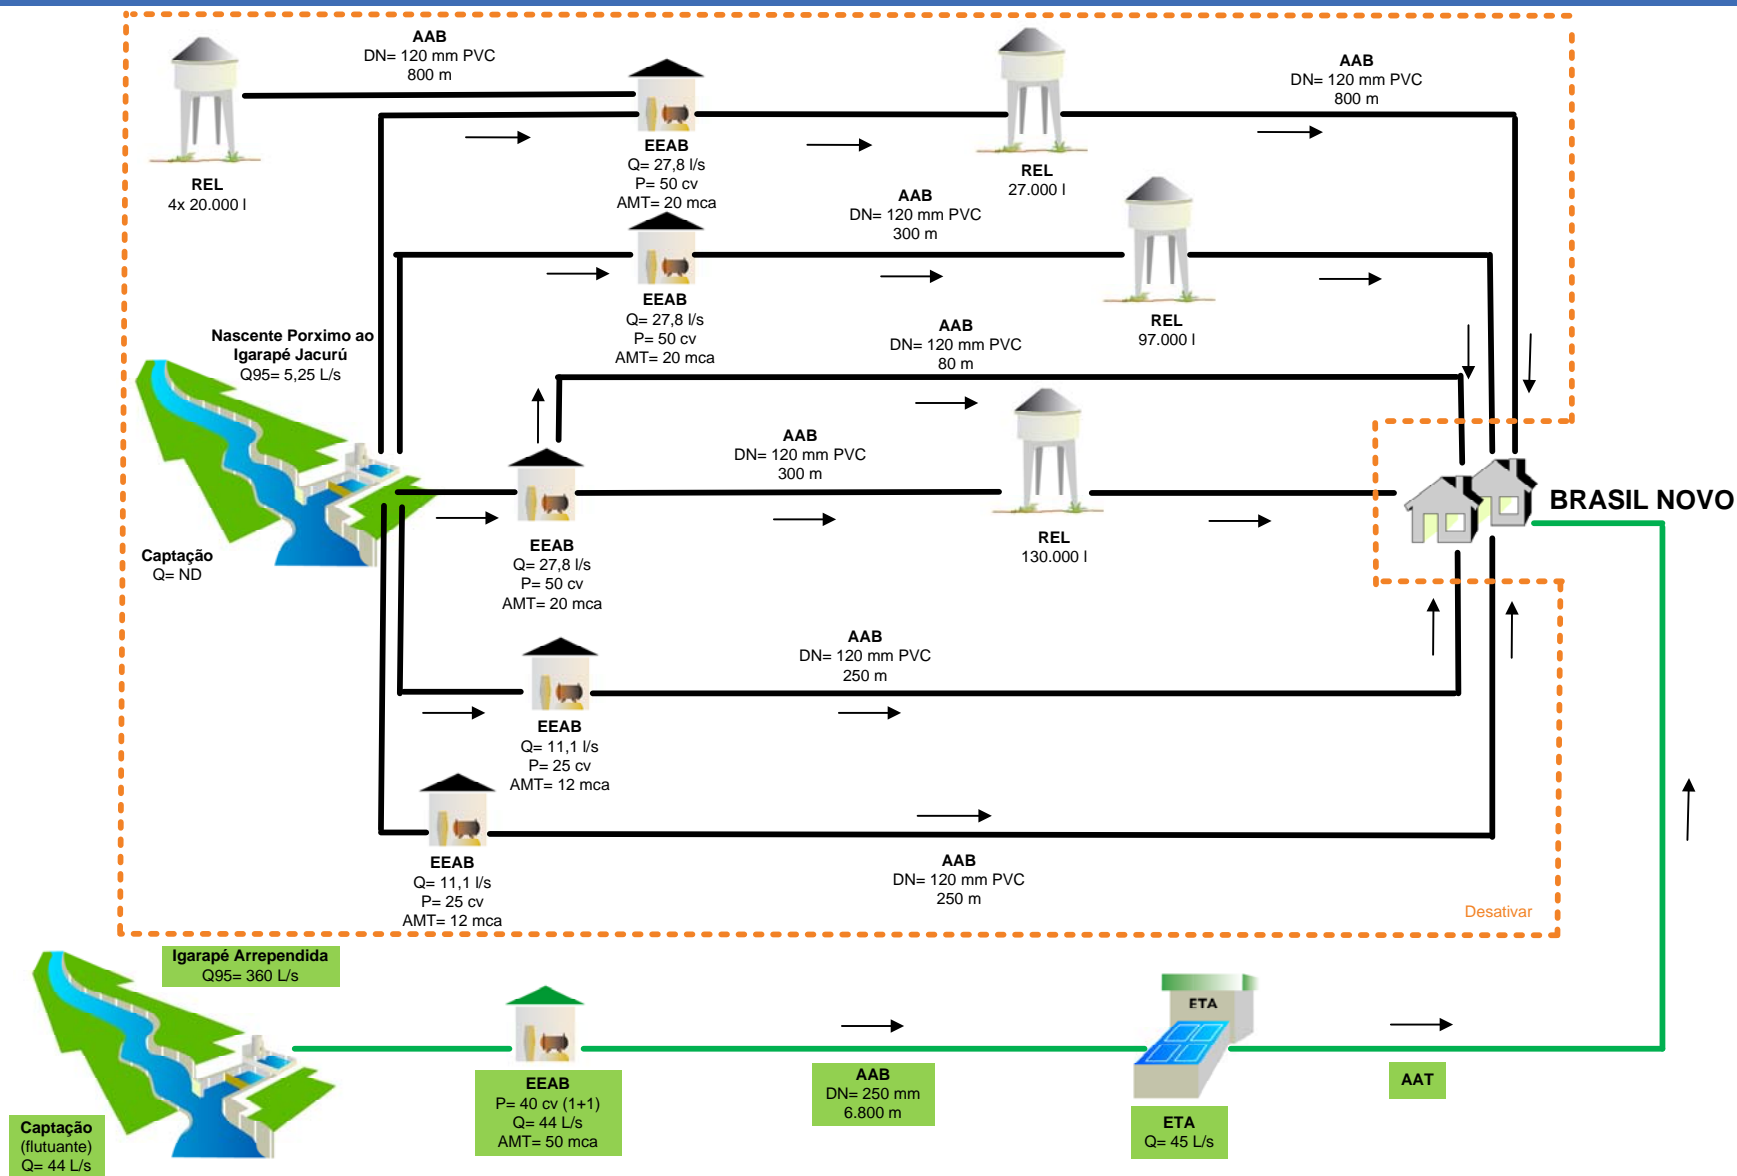 AAB
DN= 120 mm PVC
800 m
REL
4x 20.000 l
EEAB
Q= 27,8 l/s
P= 50 cv
AMT= 20 mca
REL
27.000 l
AAB
DN= 120 mm PVC
800 m
EEAB
Q= 27,8 l/s
P= 50 cv
AMT= 20 mca
AAB
DN= 120 mm PVC
300 m
REL
97.000 l
Nascente Porximo ao
Igarapé Jacurú
Q95= 5,25 L/s
Captação
Q= ND
AAB
DN= 120 mm PVC
80 m
EEAB
Q= 27,8 l/s
P= 50 cv
AMT= 20 mca
AAB
DN= 120 mm PVC
300 m
REL
130.000 l
BRASIL NOVO
EEAB
Q= 11,1 l/s
P= 25 cv
AMT= 12 mca
AAB
DN= 120 mm PVC
250 m
EEAB
Q= 11,1 l/s
P= 25 cv
AMT= 12 mca
AAB
DN= 120 mm PVC
250 m
Desativar
Igarapé Arrependida
Q95= 360 L/s
Captação
(flutuante)
Q= 44 L/s
EEAB
P= 40 cv (1+1)
Q= 44 L/s
AMT= 50 mca
AAB
DN= 250 mm
6.800 m
ETA
ETA
Q= 45 L/s
AAT